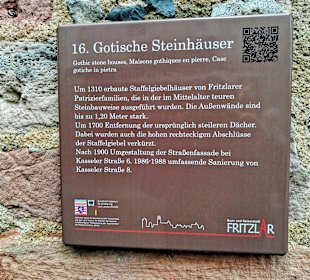 16. Gotische Steinhäuser
Gothic stone houses, Maisons gothiques en pierre, Case
gotiche in pietra
Um 1310 erbaute Staffelgiebelhäuser von Fritzlarer
Patrizierfamilien, die in der im Mittelalter teuren
Steinbauweise ausgeführt wurden. Die Außenwände sind
bis zu 1,20 Meter stark.
Um 1700 Entfernung der ursprünglich steileren Dächer.
Dabei wurden auch die hohen rechteckigen Abschlüsse
der Staffelgiebel verkürzt.
Nach 1900 Umgestaltung der Straßenfassade bei
Kasseler Straße 6, 1986-1988 umfassende Sanierung von
Kasseler Straße 8.
Dom- und Kaiserstadt
FRITZLAR